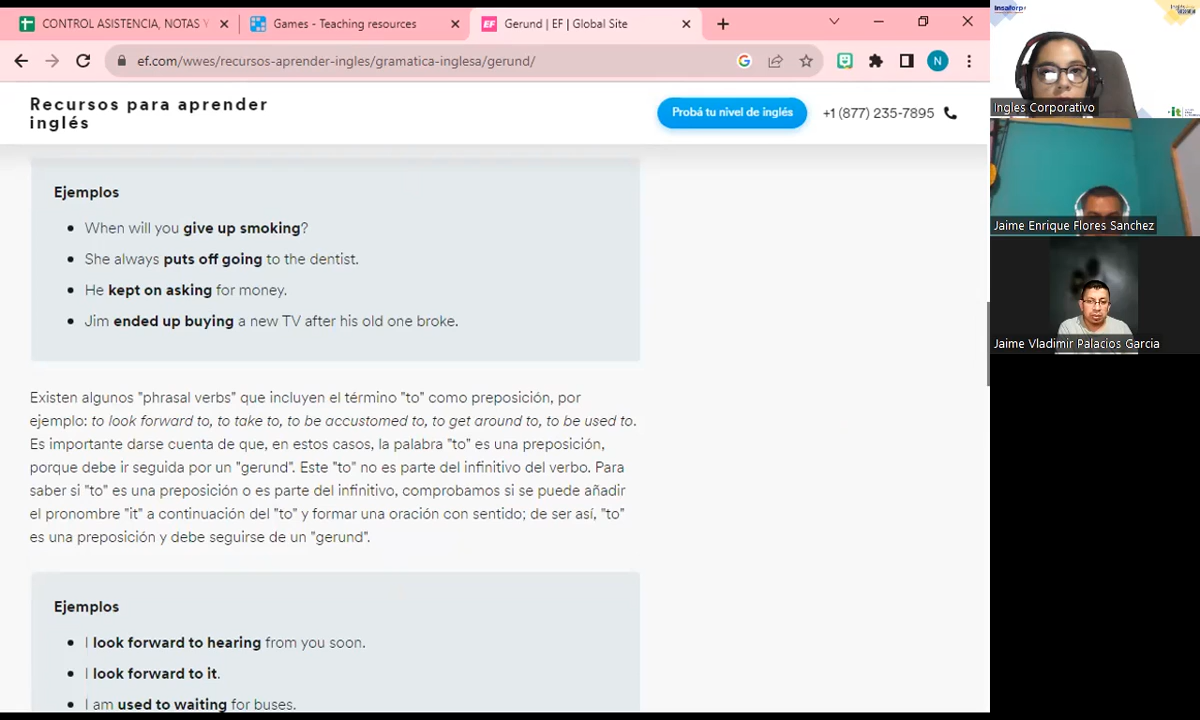 CONTROL ASISTENCIA, NOTAS Y
Games - Teaching resources
Gerund | EF | Global Site
ef.com/wwes/recursos-aprender-ingles/gramatica-inglesa/gerund/
N
Recursos para aprender
inglés
Probá tu nivel de inglés
+1 (877) 235-7895
Ejemplos
When will you give up smoking?
She always puts off going to the dentist.
He kept on asking for money.
Jim ended up buying a new TV after his old one broke.
Existen algunos "phrasal verbs" que incluyen el término "to" como preposición, por
ejemplo: to look forward to, to take to, to be accustomed to, to get around to, to be used to.
Es importante darse cuenta de que, en estos casos, la palabra "to" es una preposición,
porque debe ir seguida por un "gerund". Este "to" no es parte del infinitivo del verbo. Para
saber si "to" es una preposición o es parte del infinitivo, comprobamos si se puede añadir
el pronombre "it" a continuación del "to" y formar una oración con sentido; de ser así, "to"
es una preposición y debe seguirse de un "gerund".
Ejemplos
I look forward to hearing from you soon.
I look forward to it.
I am used to waiting for buses.
Ingles Corporativo
Jaime Enrique Flores Sanchez
Jaime Vladimir Palacios Garcia